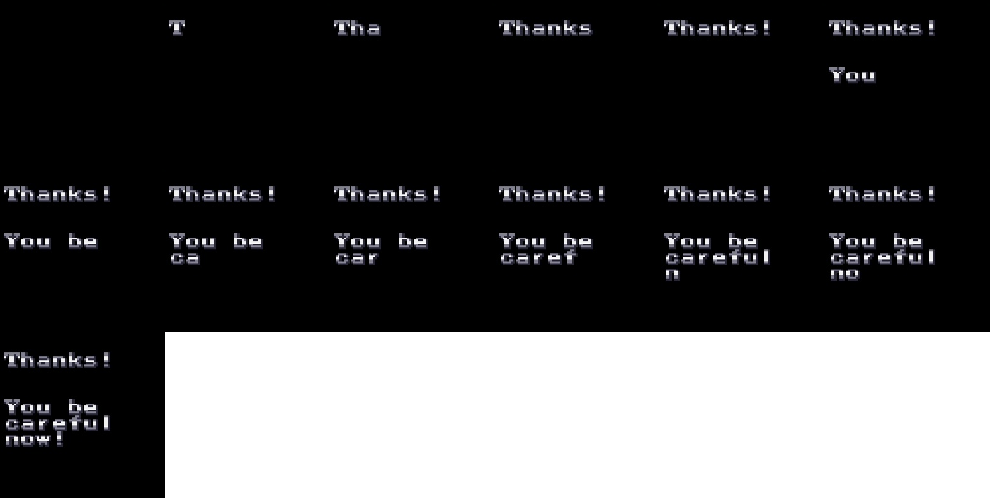 T
Tha
Thanks
Thanks!
Thanks!
You
Thanks!
You be
Thanks!
You be
ca
Thanks!
You be
car
Thanks!
You be
caref
Thanks!
You be
careful
n
Thanks!
You be
careful
no
Thanks!
You be
careful
now!